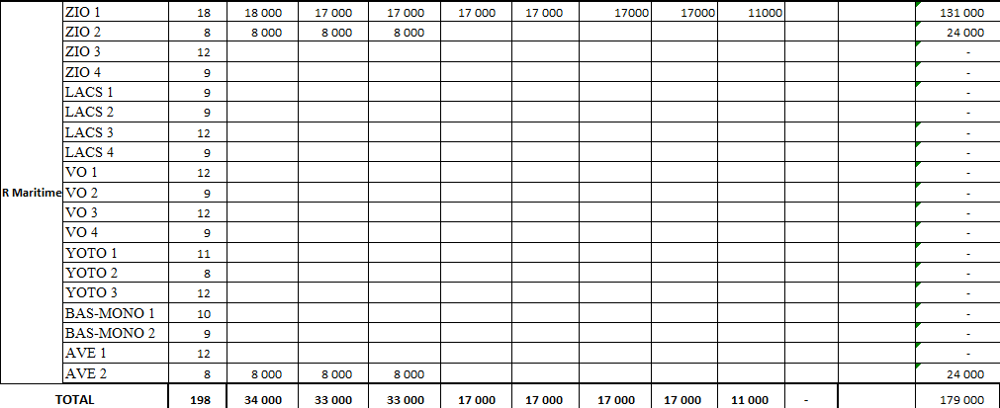 ZIO 1 18 18 000 17 000 17 000 17 000 17 000 17000 17000 11000 131 000
ZIO 2 8 8 000 8 000 8 000 24 000
ZIO 3 12 -
ZIO 4 9 -
LACS 1 9 -
LACS 2 9 -
LACS 3 12 -
LACS 4 9 -
VO 1 12 -
R Maritime VO 2 9 -
VO 3 12 -
VO 4 9 -
YOTO 1 11 -
YOTO 2 8 -
YOTO 3 12 -
BAS-MONO 1 10 -
BAS-MONO 2 9 -
AVE 1 12 -
AVE 2 8 8 000 8 000 8 000 24 000
TOTAL 198 34 000 33 000 33 000 17 000 17 000 17 000 17 000 11 000 - 179 000